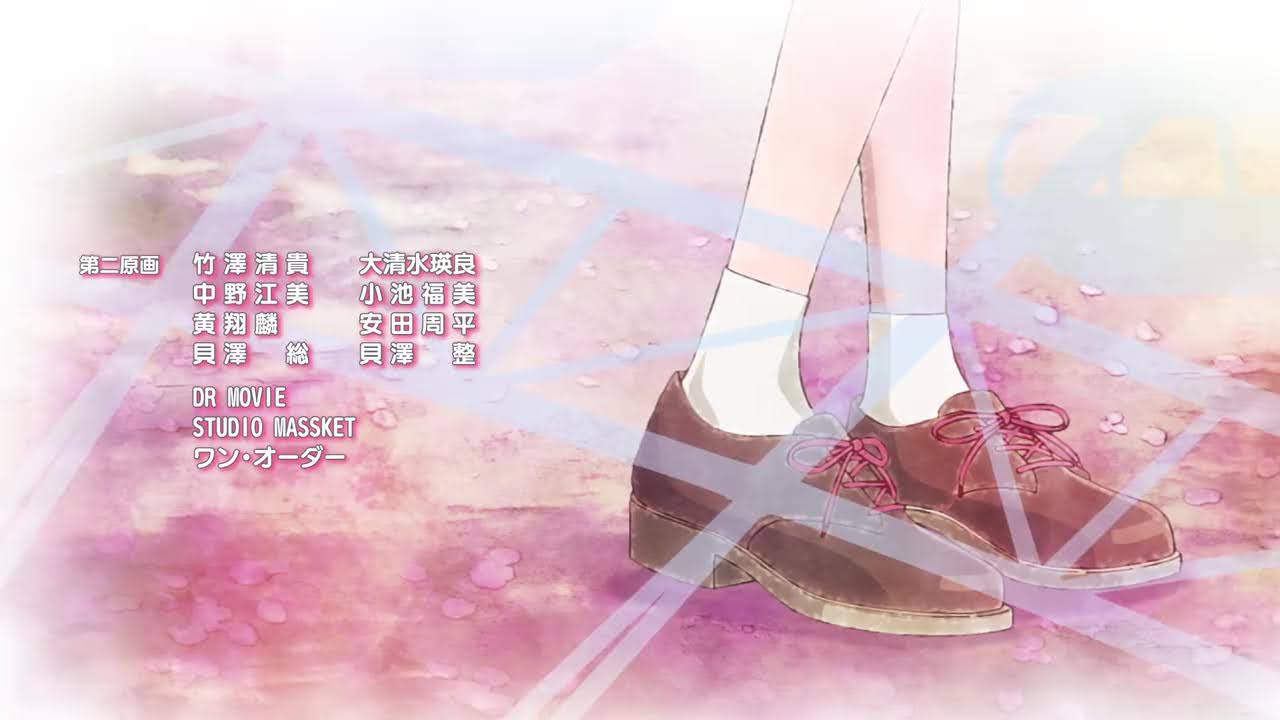 第二原画 竹澤清貴 大清水瑛良
中野江美 小池福美
黄翔麟 安田周平
貝澤 総 貝澤 整
DR MOVIE
STUDIO MASSKET
ワン・オーダー